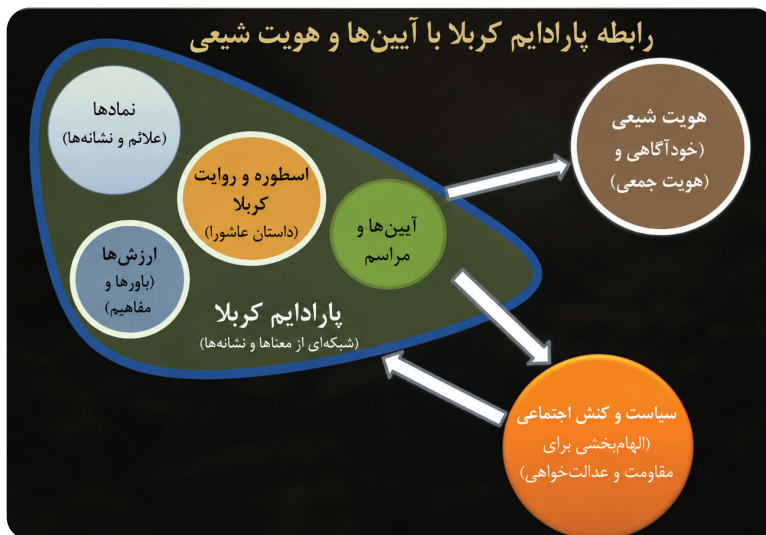 رابطه پارادایم کربلا با آیین‌ها و هویت شیعی
هویت شیعی
(خودآگاهی و
هویت جمعی)
نمادها
(علائم و نشانه‌ها)
اسطوره و روایت
کربلا
(داستان عاشورا)
آیین‌ها و
مراسم
ارزش‌ها
(باورها و
مفاهیم)
پارادایم کربلا
(شبکه‌ای از معناها و نشانه‌ها)
سیاست و کنش اجتماعی
(الهام‌بخشی برای
مقاومت و عدالت‌خواهی)